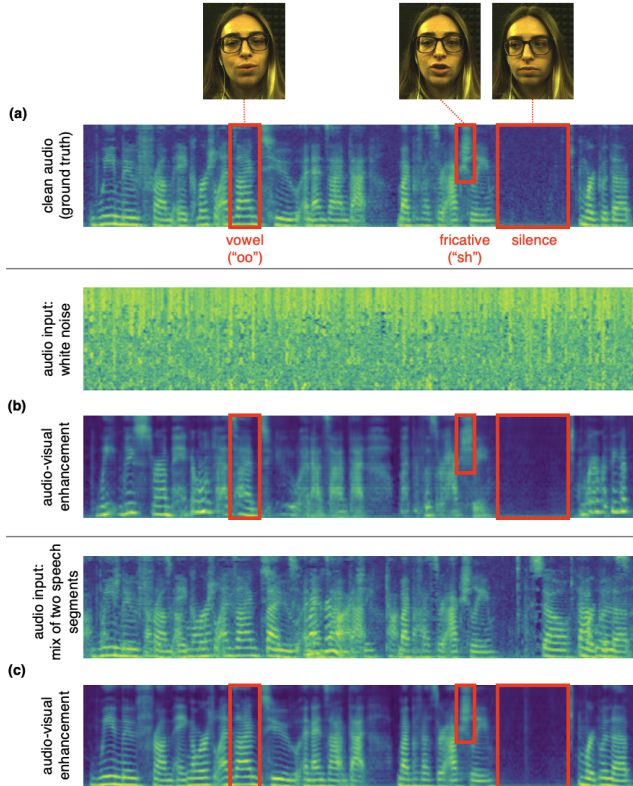 (a)
clean audio
(ground truth)
vowel
("oo")
fricative
("sh")
silence
audio input:
white noise
(b)
audio-visual
enhancement
audio input:
mix of two speech
segments
(c)
audio-visual
enhancement